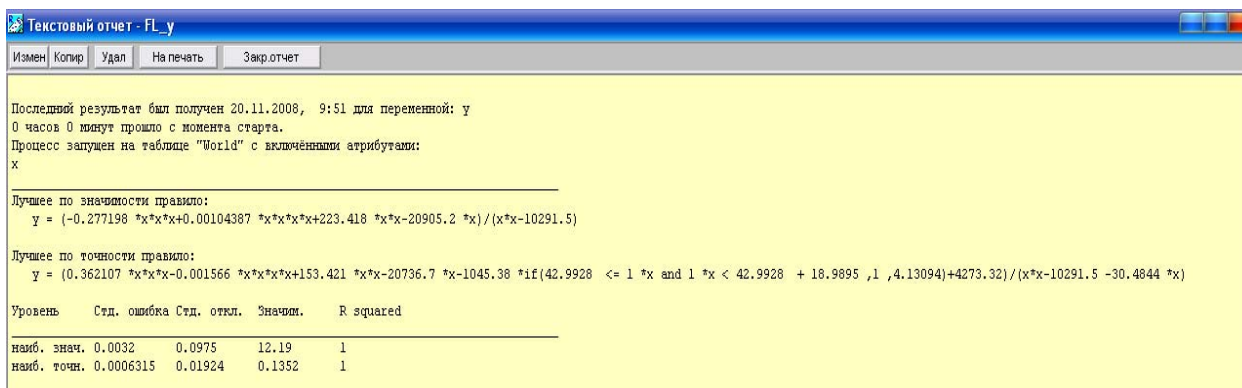 Текстовый отчет - FL_y
Измен Копир Удал На печать Закр.отчет
Последний результат был получен 20.11.2008, 9:51 для переменной: y
0 часов 0 минут прошло с момента старта.
Процесс запущен на таблице "World" с включёнными атрибутами:
x
Лучшее по значимости правило:
y = (-0.277198 *x*x*x+0.00104387 *x*x*x*x+223.418 *x*x-20905.2 *x)/(x*x-10291.5)
Лучшее по точности правило:
y = (0.362107 *x*x*x-0.001566 *x*x*x*x+153.421 *x*x-20736.7 *x-1045.38 *if(42.9928 <= 1 *x and 1 *x < 42.9928 + 18.9895 ,1 ,4.13094)+4273.32)/(x*x-10291.5 -30.4844 *x)
Уровень Стд. ошибка Стд. откл. Значим. R squared
наиб. знач. 0.0032 0.0975 12.19 1
наиб. точн. 0.0006315 0.01924 0.1352 1